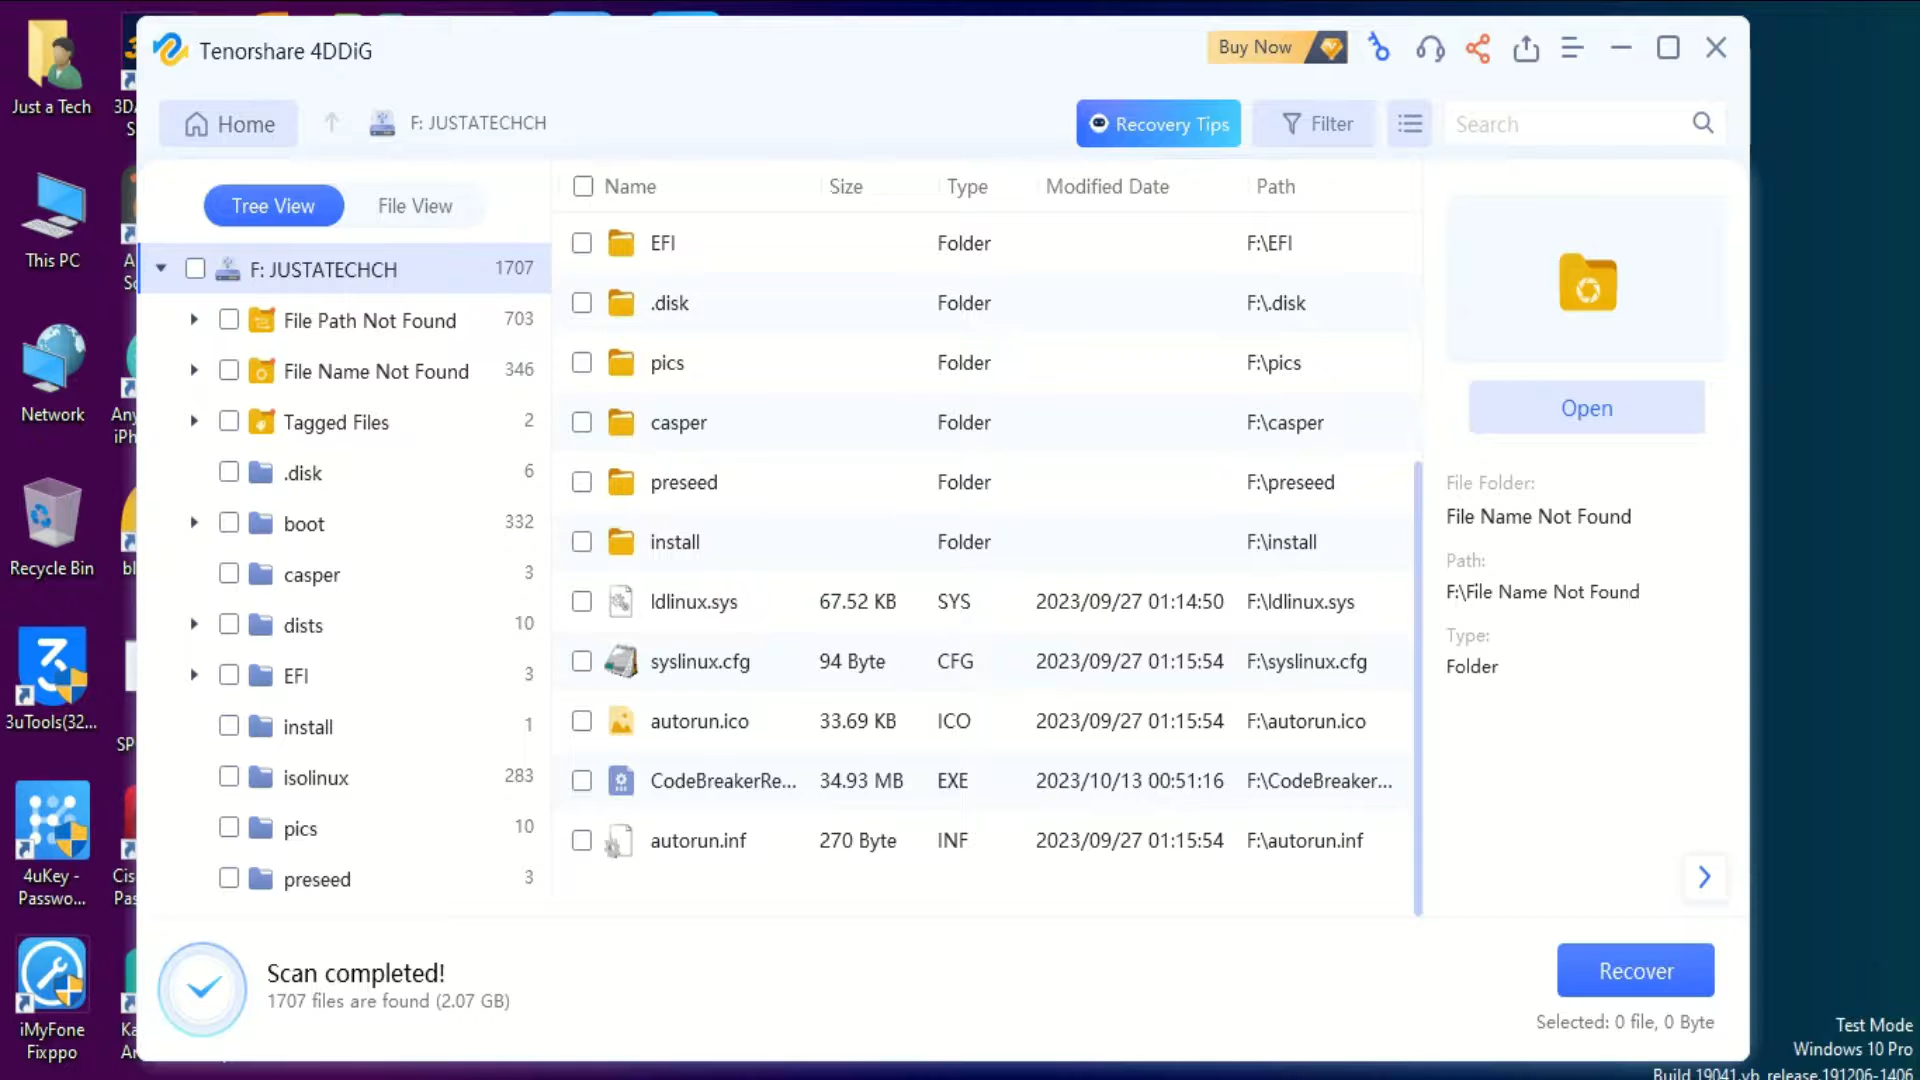 Tenorshare 4DDiG
Buy Now
Home
F: JUSTATECHCH
Recovery Tips
Filter
Search
Tree View
File View
F: JUSTATECHCH 1707
File Path Not Found 703
File Name Not Found 346
Tagged Files 2
.disk 6
boot 332
casper 3
dists 10
EFI 3
install 1
isolinux 283
pics 10
preseed 3
Name Size Type Modified Date Path
EFI Folder F:\EFI
.disk Folder F:\.disk
pics Folder F:\pics
casper Folder F:\casper
preseed Folder F:\preseed
install Folder F:\install
ldlinux.sys 67.52 KB SYS 2023/09/27 01:14:50 F:\ldlinux.sys
syslinux.cfg 94 Byte CFG 2023/09/27 01:15:54 F:\syslinux.cfg
autorun.ico 33.69 KB ICO 2023/09/27 01:15:54 F:\autorun.ico
CodeBreakerRe... 34.93 MB EXE 2023/10/13 00:51:16 F:\CodeBreaker...
autorun.inf 270 Byte INF 2023/09/27 01:15:54 F:\autorun.inf
Open
File Folder:
File Name Not Found
Path:
F:\File Name Not Found
Type:
Folder
Scan completed!
1707 files are found (2.07 GB)
Recover
Selected: 0 file, 0 Byte
Just a Tech
This PC
Network
Recycle Bin
3uTools(32...
4uKey -
Passwo...
iMyFone
Fixppo
Test Mode
Windows 10 Pro
Build 19041.vb_release.191206-1406